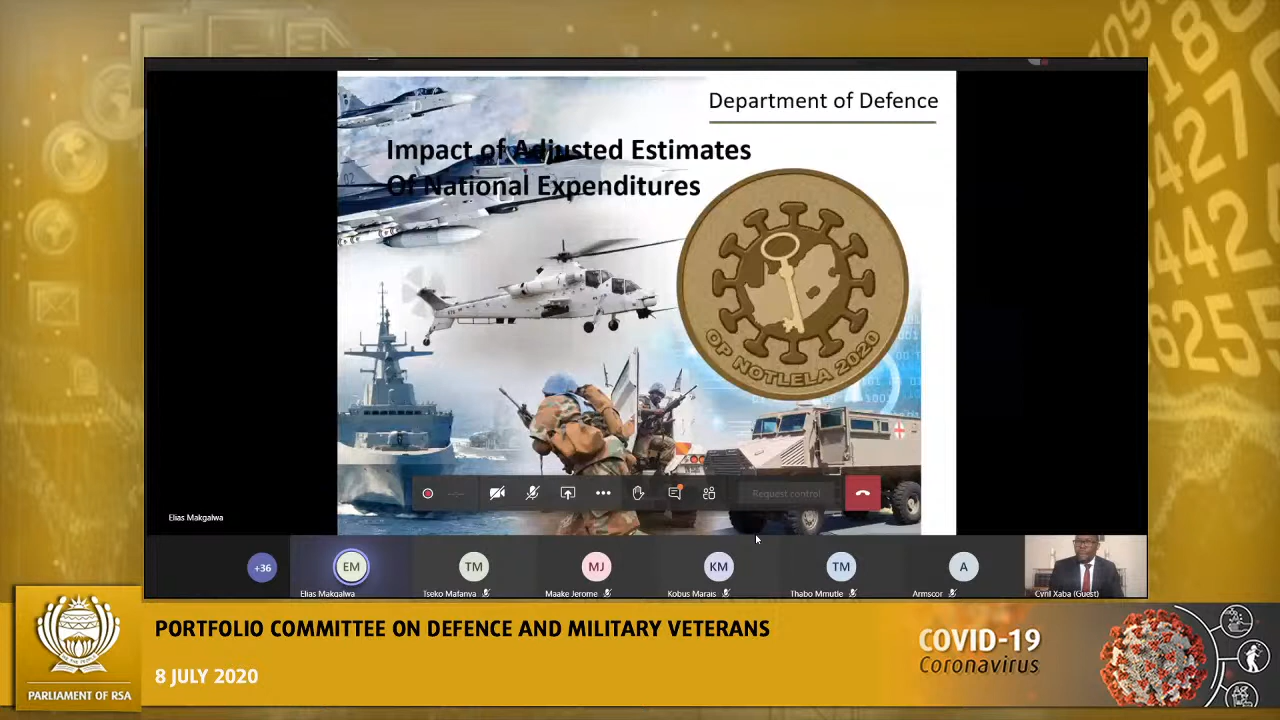 Department of Defence
Impact of Adjusted Estimates
Of National Expenditures
OP NOTLELA 2020
Request control
Elias Makgalwa
+36
EM
TM
MJ
KM
TM
A
Elias Makgalwa
Tseko Mafanya
Maake Jerome
Kobus Marais
Thabo Mmutle
Armscor
Cyril Xaba (Guest)
PORTFOLIO COMMITTEE ON DEFENCE AND MILITARY VETERANS
8 JULY 2020
PARLIAMENT OF RSA
COVID-19
Coronavirus